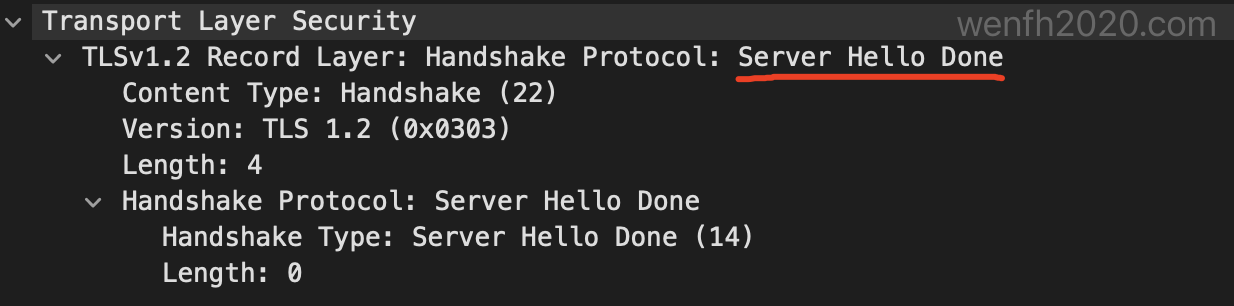 Transport Layer Security
wenfh2020.com
TLSv1.2 Record Layer: Handshake Protocol: Server Hello Done
Content Type: Handshake (22)
Version: TLS 1.2 (0x0303)
Length: 4
Handshake Protocol: Server Hello Done
Handshake Type: Server Hello Done (14)
Length: 0